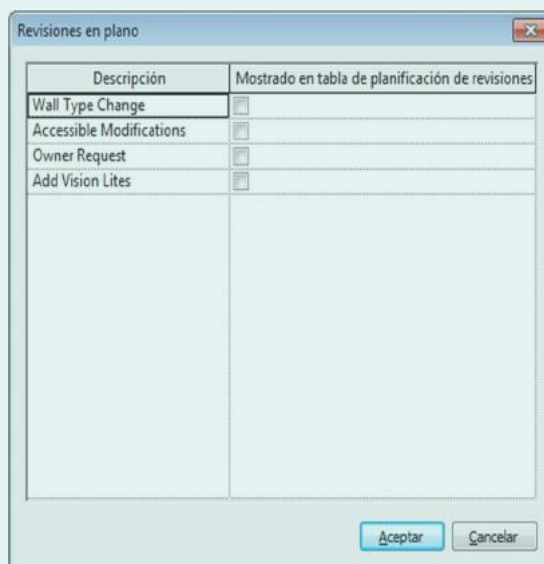 Revisiones en plano
Descripción Mostrado en tabla de planificación de revisiones
Wall Type Change
Accessible Modifications
Owner Request
Add Vision Lites
Aceptar Cancelar